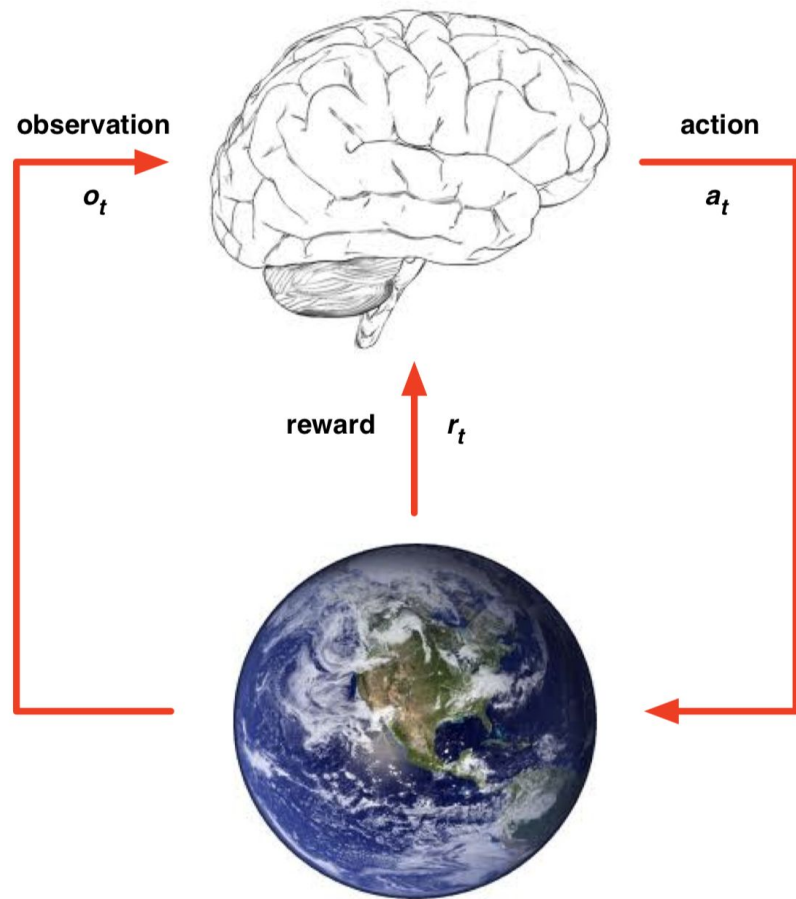 observation
o_t
action
a_t
reward
r_t